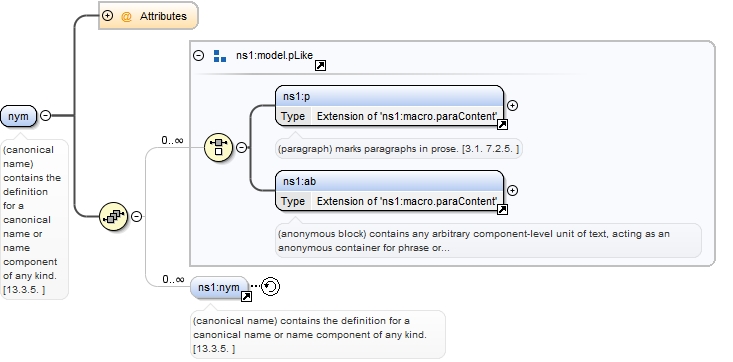 Attributes
ns1:model.pLike
nym
ns1:p
Type Extension of 'ns1:macro.paraContent'
0..∞
(paragraph) marks paragraphs in prose. [3.1. 7.2.5. ]
(canonical
name)
contains the
definition
for a
canonical
name or
name
component
of any kind.
[13.3.5. ]
ns1:ab
Type Extension of 'ns1:macro.paraContent'
(anonymous block) contains any arbitrary component-level unit of text, acting as an
anonymous container for phrase or...
0..∞
ns1:nym
(canonical name) contains the definition for a
canonical name or name component of any kind.
[13.3.5. ]